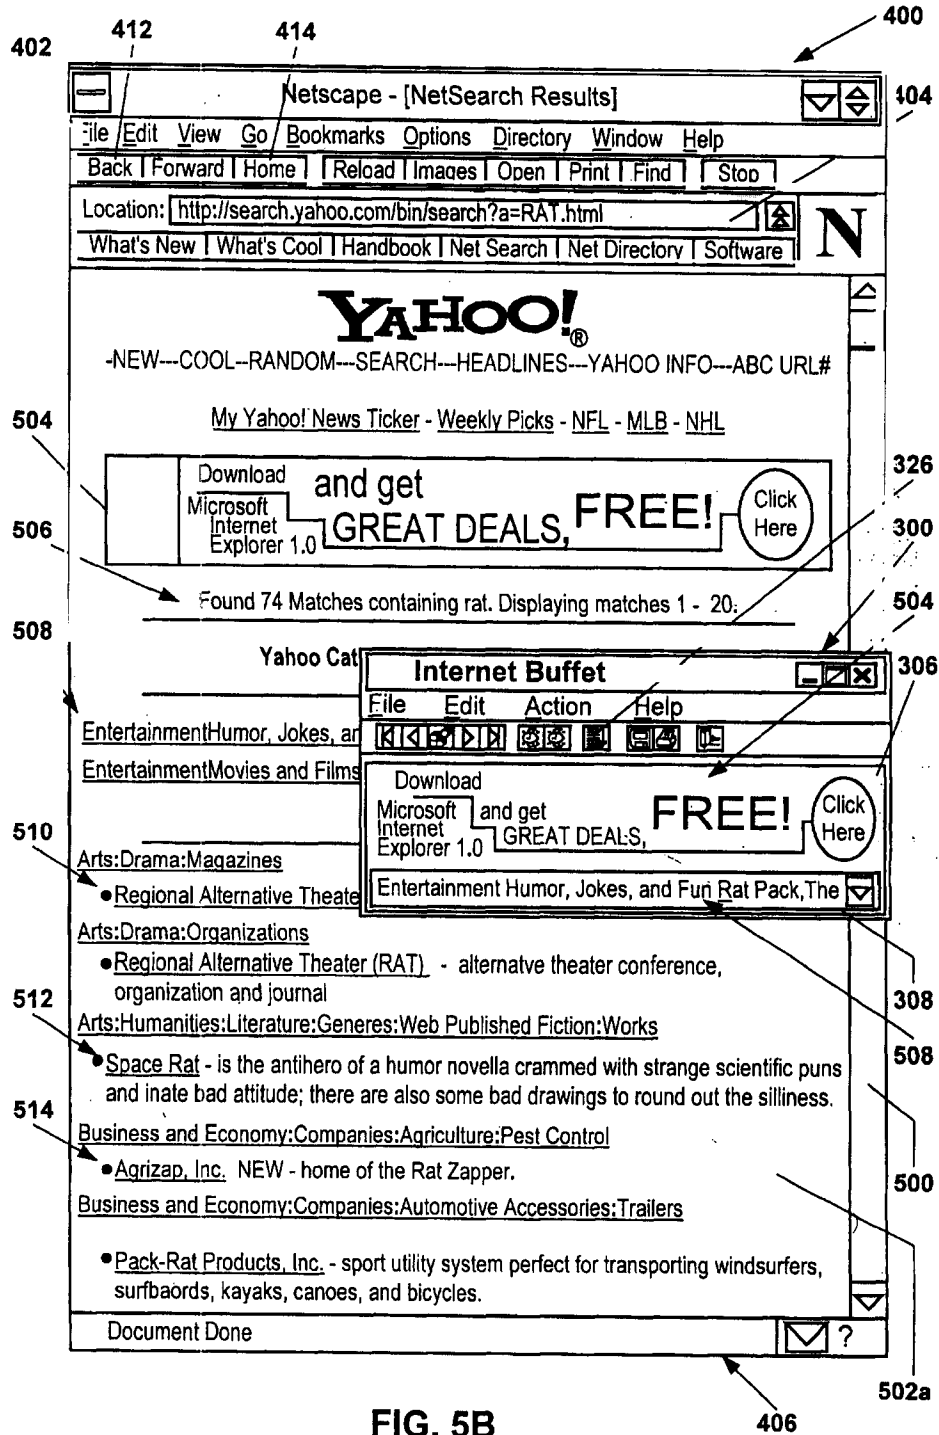 412
414
400
402
404
Netscape - [NetSearch Results]
File Edit View Go Bookmarks Options Directory Window Help
Back Forward Home Reload Images Open Print Find Stop
Location: http://search.yahoo.com/bin/search?a=RAT.html
N
What's New What's Cool Handbook Net Search Net Directory Software
YAHOO!®
-NEW---COOL--RANDOM---SEARCH---HEADLINES---YAHOO INFO---ABC URL#
504
My Yahoo! News Ticker - Weekly Picks - NFL - MLB - NHL
326
Download
Microsoft
Internet
Explorer 1.0
and get
GREAT DEALS,
FREE!
Click
Here
506
300
Found 74 Matches containing rat. Displaying matches 1 - 20.
504
508
Yahoo Cat
Internet Buffet
306
File Edit Action Help
EntertainmentHumor, Jokes, an
EntertainmentMovies and Films
Download
Microsoft
Internet
Explorer 1.0
and get
GREAT DEALS,
FREE!
Click
Here
510
Arts:Drama:Magazines
Regional Alternative Theate
Entertainment Humor, Jokes, and Fun Rat Pack,The
Arts:Drama:Organizations
Regional Alternative Theater (RAT) - alternatve theater conference,
organization and journal
308
512
Arts:Humanities:Literature:Generes:Web Published Fiction:Works
508
Space Rat - is the antihero of a humor novella crammed with strange scientific puns
and inate bad attitude; there are also some bad drawings to round out the silliness.
514
Business and Economy:Companies:Agriculture:Pest Control
Agrizap, Inc. NEW - home of the Rat Zapper.
500
Business and Economy:Companies:Automotive Accessories:Trailers
Pack-Rat Products, Inc. - sport utility system perfect for transporting windsurfers,
surfbaords, kayaks, canoes, and bicycles.
Document Done
?
502a
406
FIG. 5B